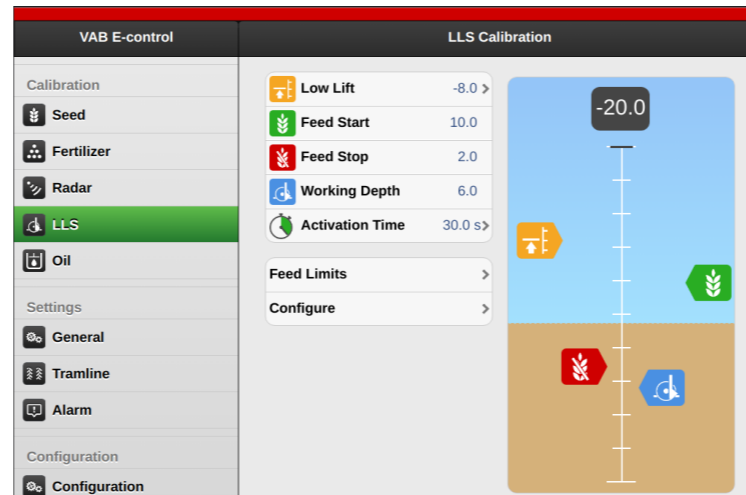 VAB E-control
LLS Calibration
Calibration
Seed
Fertilizer
Radar
LLS
Oil
Settings
General
Tramline
Alarm
Configuration
Configuration
Low Lift -8.0
Feed Start 10.0
Feed Stop 2.0
Working Depth 6.0
Activation Time 30.0 s
Feed Limits
Configure
-20.0